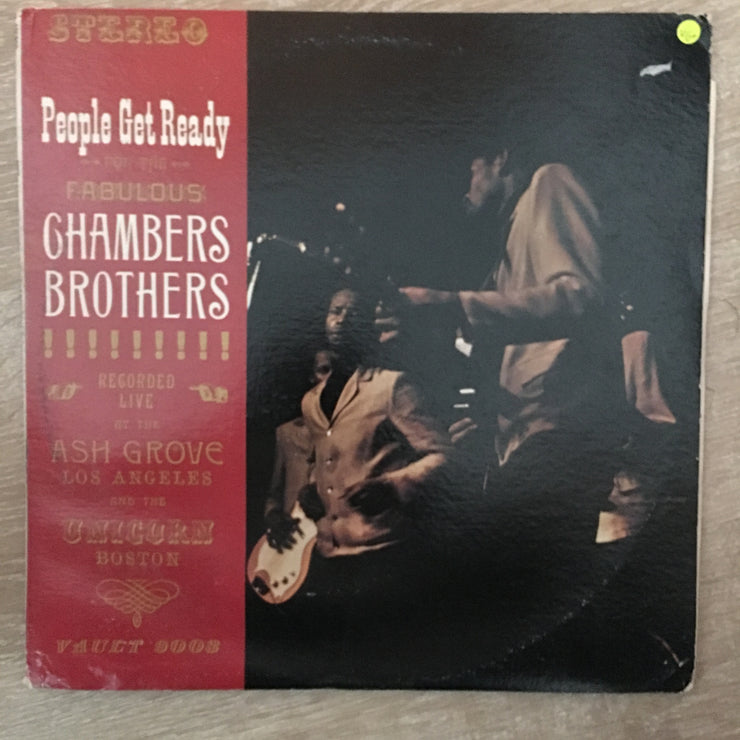 STEREO
People Get Ready
FOR THE
FABULOUS
CHAMBERS
BROTHERS
!!!!!!!!!
RECORDED
LIVE
AT THE
ASH GROVE
LOS ANGELES
AND THE
UNICORN
BOSTON
VAULT 9003